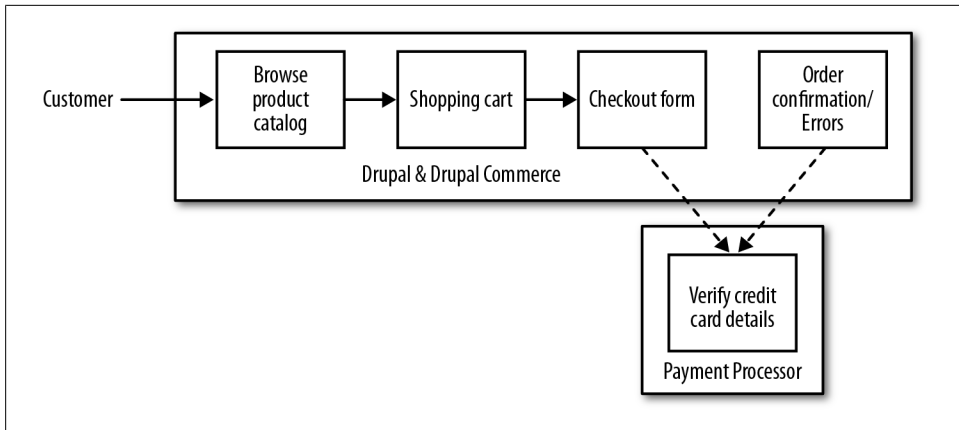 Customer
Browse
product
catalog
Shopping cart
Checkout form
Order
confirmation/
Errors
Drupal & Drupal Commerce
Verify credit
card details
Payment Processor